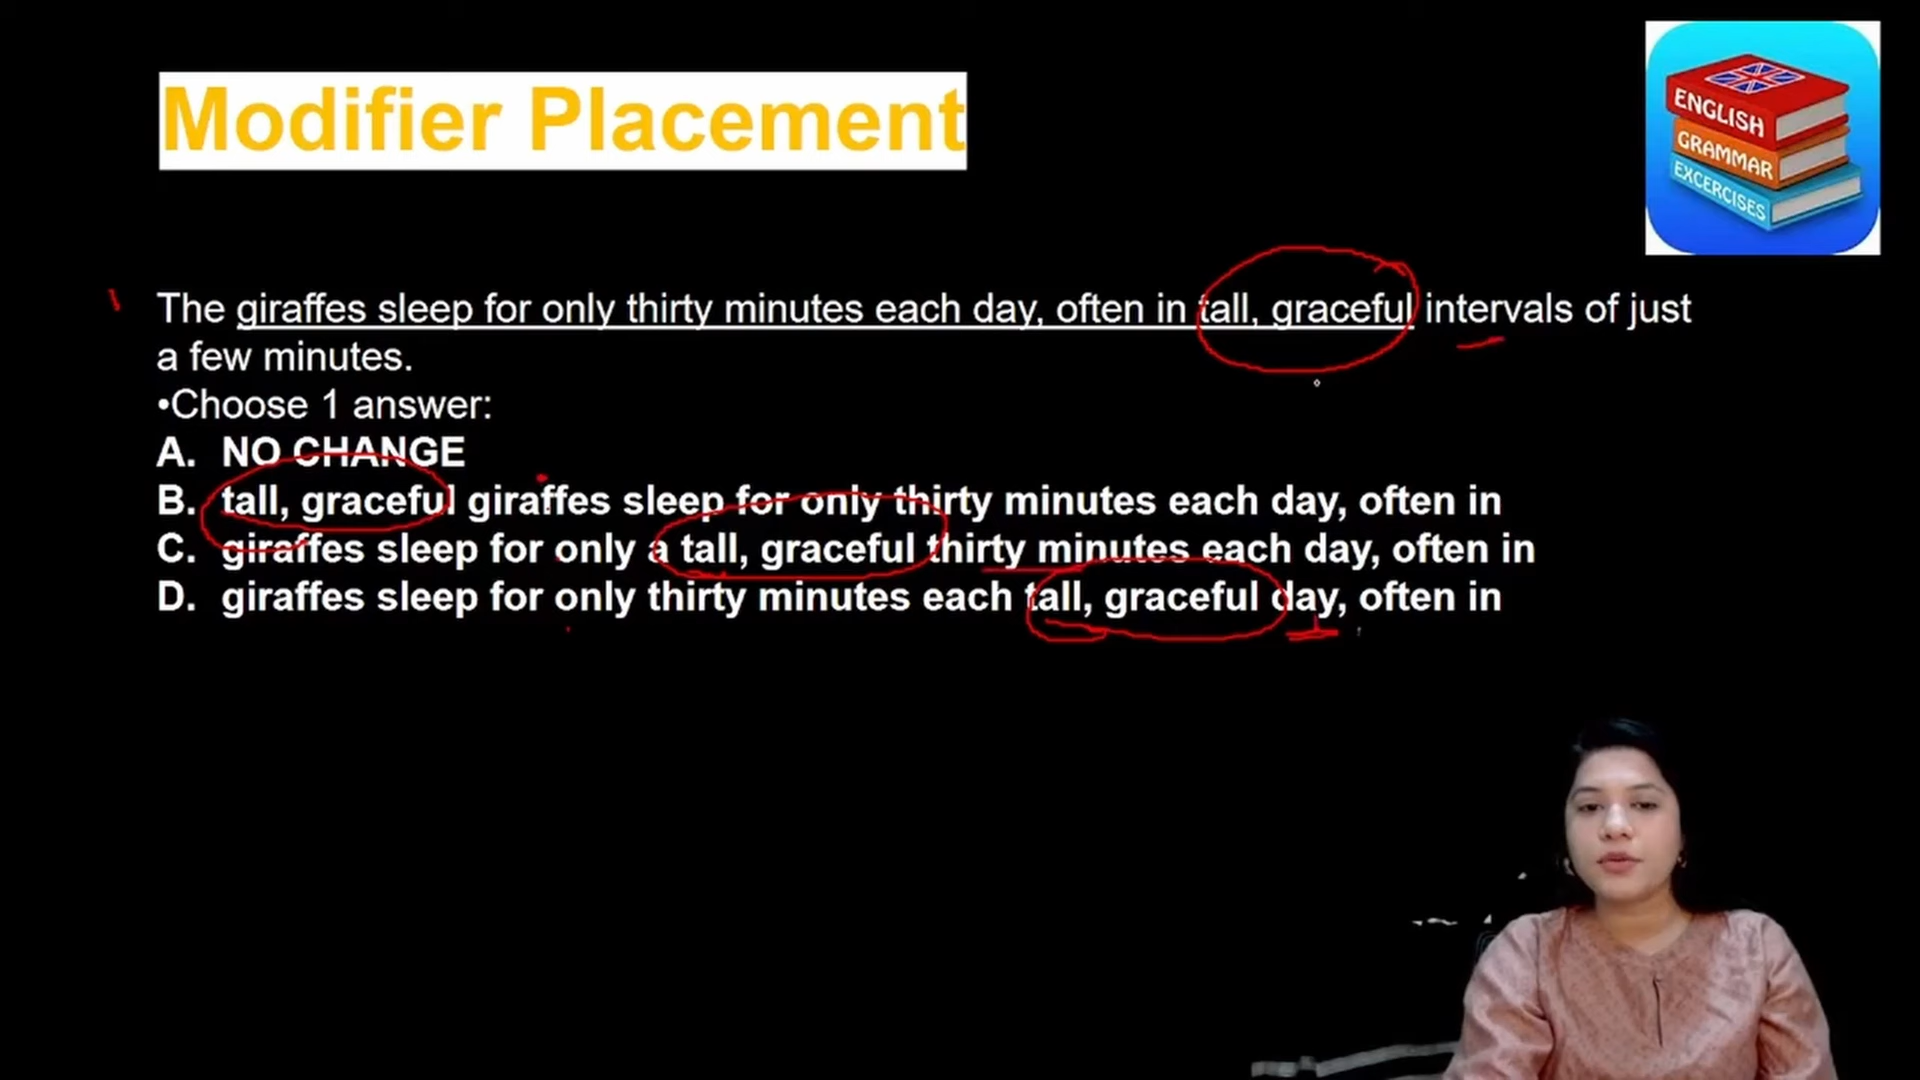 Modifier Placement
ENGLISH
GRAMMAR
EXCERCISES
The giraffes sleep for only thirty minutes each day, often in tall, graceful intervals of just
a few minutes.
•Choose 1 answer:
A. NO CHANGE
B. tall, graceful giraffes sleep for only thirty minutes each day, often in
C. giraffes sleep for only a tall, graceful thirty minutes each day, often in
D. giraffes sleep for only thirty minutes each tall, graceful day, often in